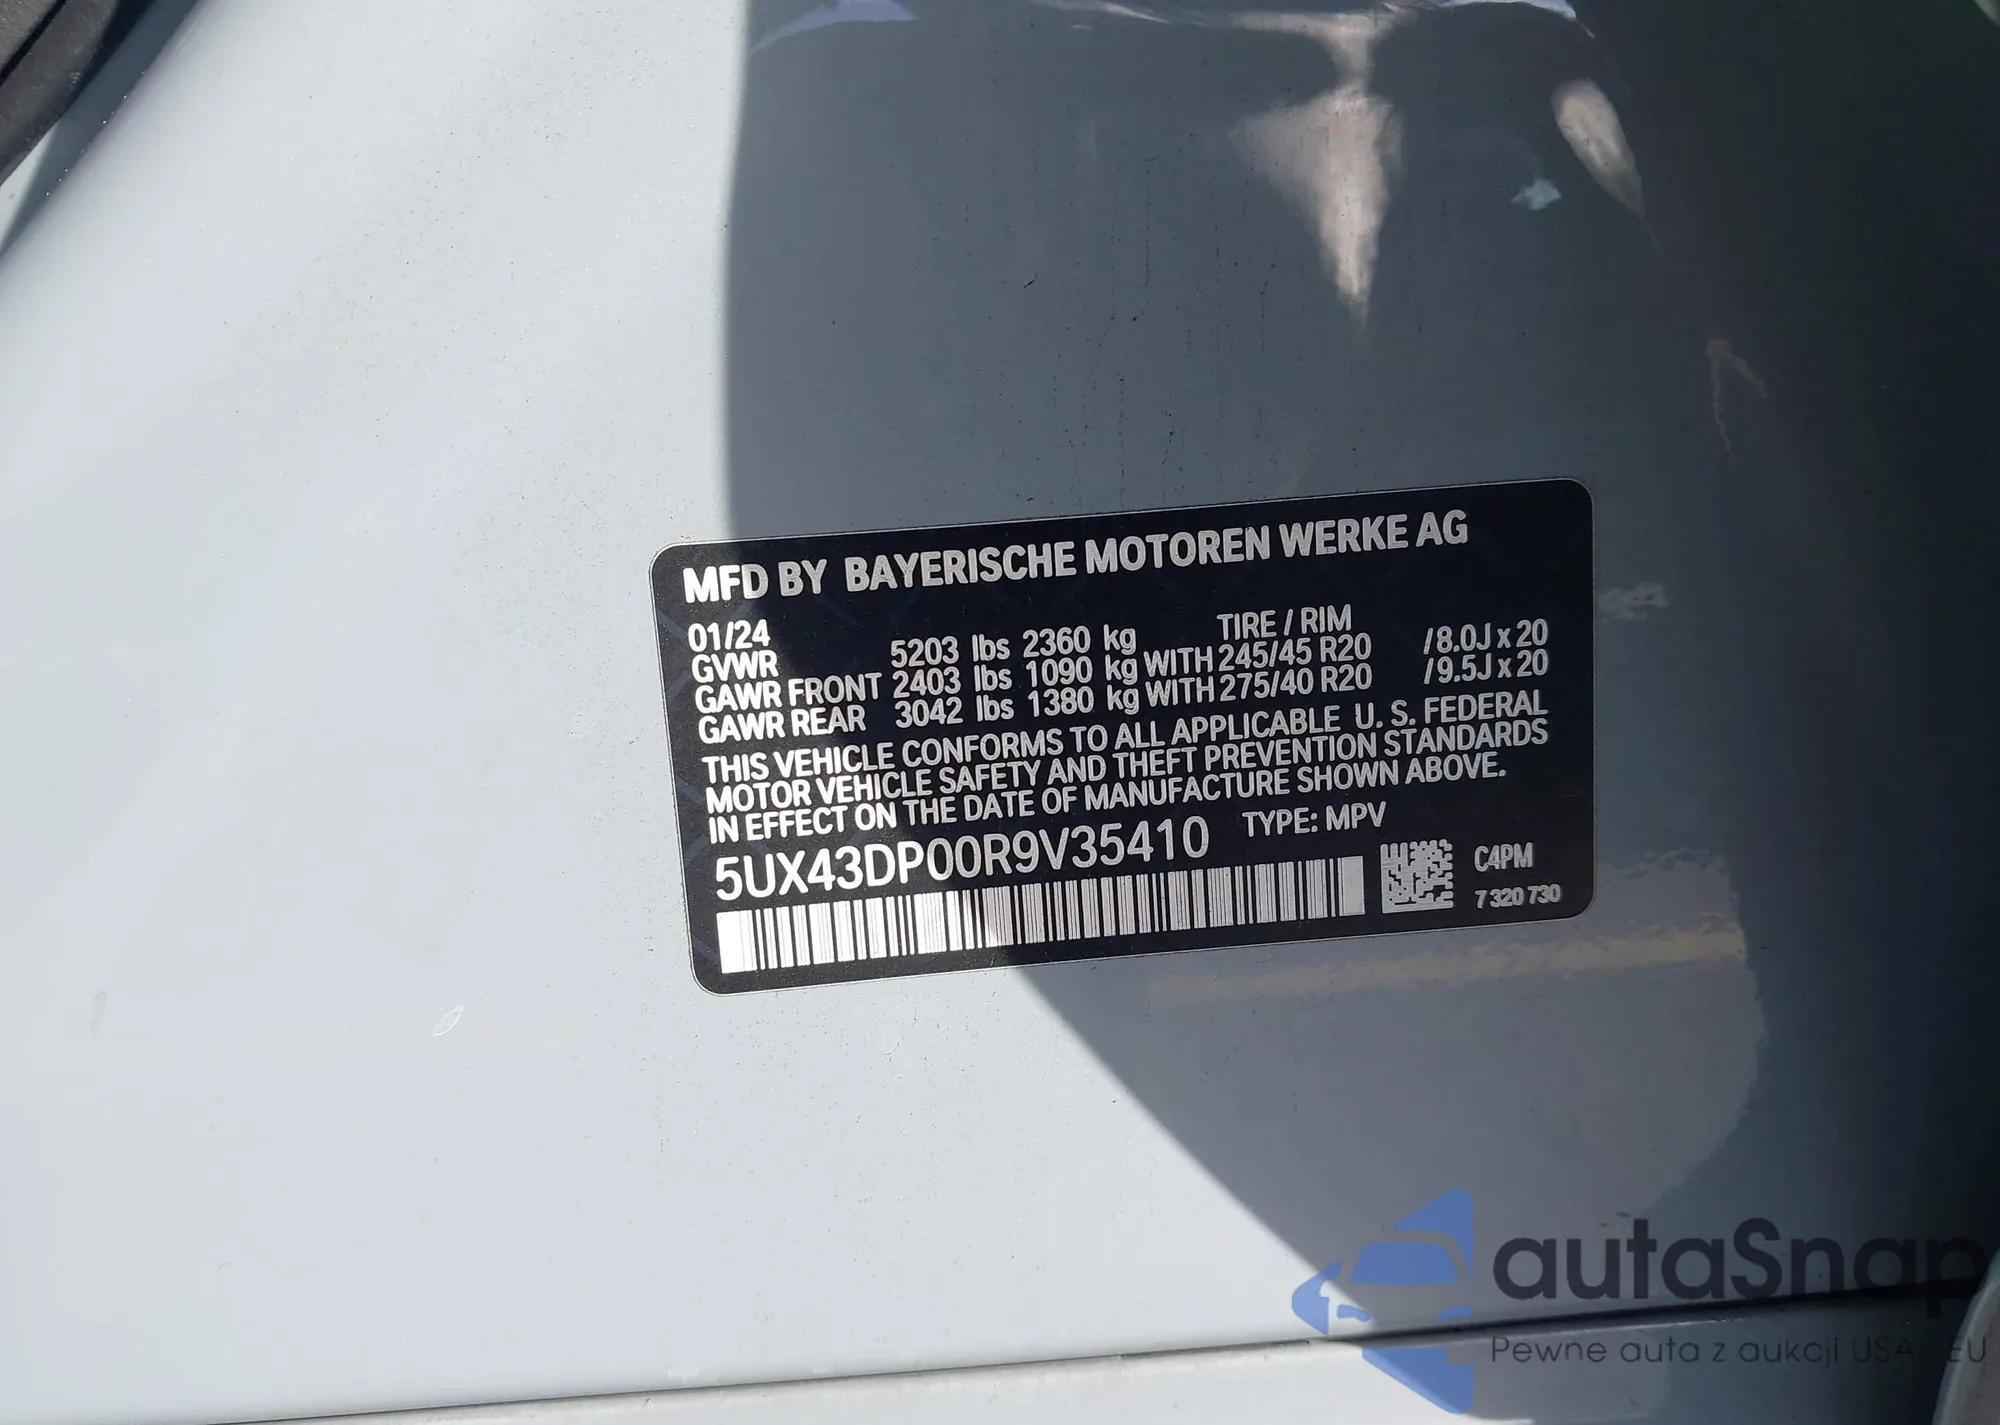 MFD BY BAYERISCHE MOTOREN WERKE AG
01/24 TIRE / RIM
GVWR 5203 lbs 2360 kg
GAWR FRONT 2403 lbs 1090 kg WITH 245/45 R20 /8.0J x 20
GAWR REAR 3042 lbs 1380 kg WITH 275/40 R20 /9.5J x 20
THIS VEHICLE CONFORMS TO ALL APPLICABLE U. S. FEDERAL
MOTOR VEHICLE SAFETY AND THEFT PREVENTION STANDARDS
IN EFFECT ON THE DATE OF MANUFACTURE SHOWN ABOVE.
5UX43DP00R9V35410 TYPE: MPV
C4PM
7 320 730
autaSnap
Pewne auta z aukcji USA EU